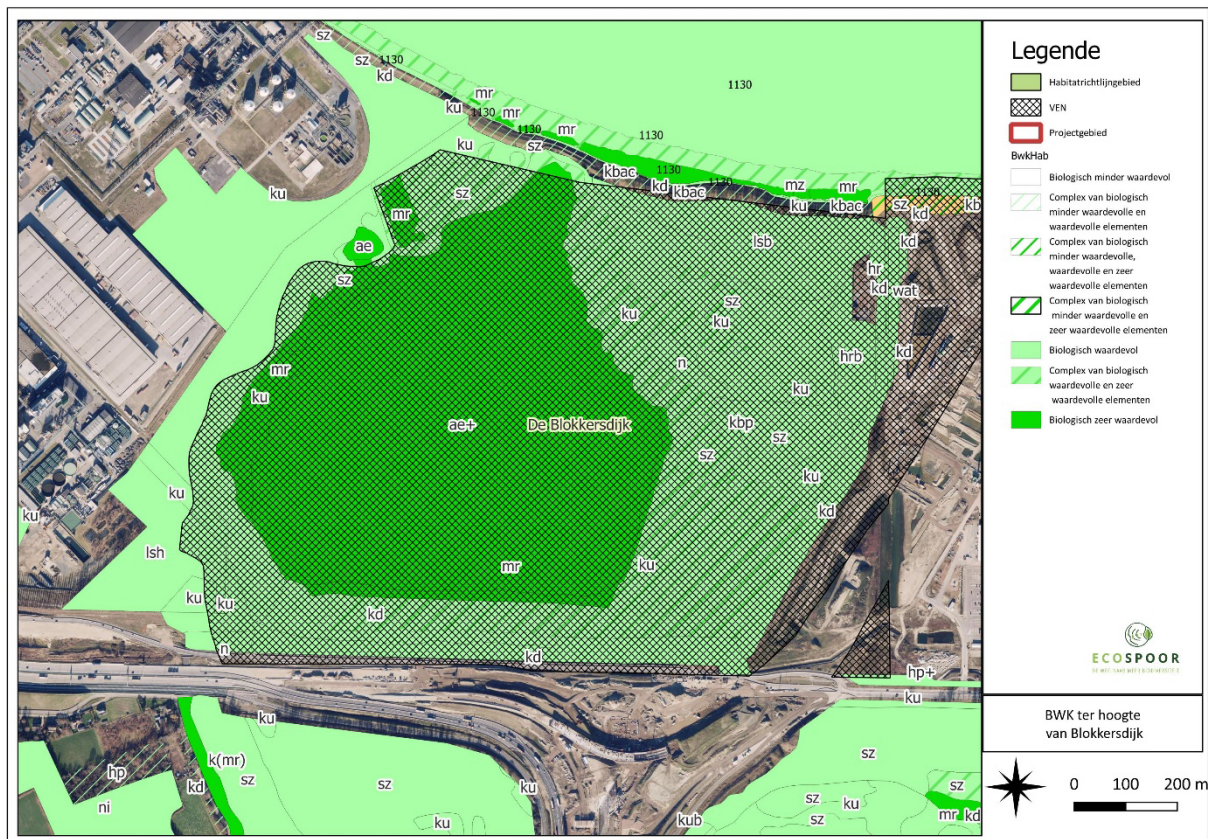 Legende
Habitatrichtlijngebied
VEN
Projectgebied
BwkHab
Biologisch minder waardevol
Complex van biologisch
minder waardevolle en
waardevolle elementen
Complex van biologisch
minder waardevolle,
waardevolle en zeer
waardevolle elementen
Complex van biologisch
minder waardevolle en
zeer waardevolle elementen
Biologisch waardevol
Complex van biologisch
waardevolle en zeer
waardevolle elementen
Biologisch zeer waardevol
ECOSPOOR
BWK ter hoogte
van Blokkersdijk
0 100 200 m
sz
sz
kd
1130
1130
mr
ku
1130
mr
1130
1130
ku
sz
kbac
1130
kd
1130
kbac
mz
mr
ku
kbac
1130
sz
kd
kb
ku
sz
mr
ae
sz
lsb
kd
hr
kd
wat
sz
ku
ku
n
hrb
kd
mr
ku
ku
ae+
De Blokkersdijk
kbp
sz
sz
ku
kd
ku
ku
lsh
mr
ku
ku
ku
kd
n
kd
hp+
ku
ku
k(mr)
hp
kd
sz
sz
ku
ni
ku
kub
sz
sz
ku
sz
sz
mr
kd